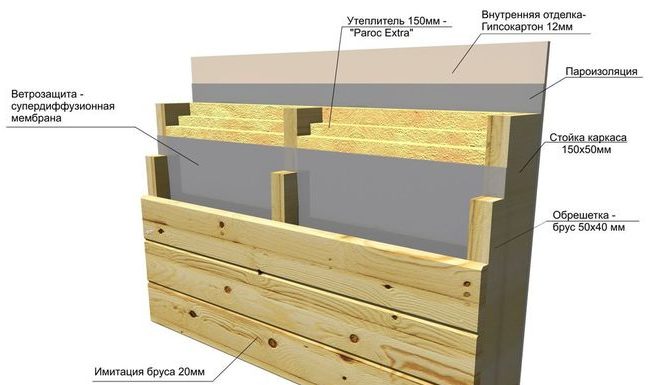 Утеплитель 150мм -
"Paroc Extra"
Внутренняя отделка-
Гипсокартон 12мм
Пароизоляция
Ветрозащита -
супердиффузионная
мембрана
Стойка каркаса
150х50мм
Обрешетка -
брус 50х40 мм
Имитация бруса 20мм